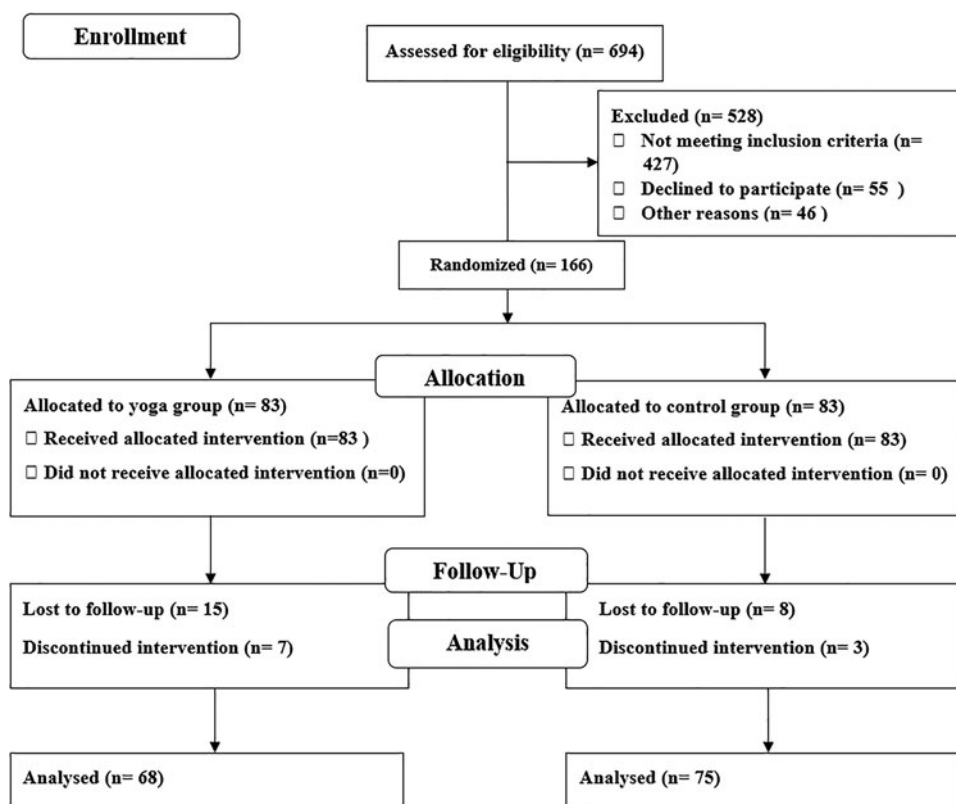 Enrollment
Assessed for eligibility (n= 694)
Excluded (n= 528)
☐ Not meeting inclusion criteria (n=
427)
☐ Declined to participate (n= 55  )
☐ Other reasons (n= 46 )
Randomized (n= 166)
Allocation
Allocated to yoga group (n= 83)
☐ Received allocated intervention (n=83 )
☐ Did not receive allocated intervention (n=0)
Allocated to control group (n= 83)
☐ Received allocated intervention (n= 83)
☐ Did not receive allocated intervention (n= 0)
Follow-Up
Lost to follow-up (n= 15)
Discontinued intervention (n= 7)
Lost to follow-up (n= 8)
Discontinued intervention (n= 3)
Analysis
Analysed (n= 68)
Analysed (n= 75)